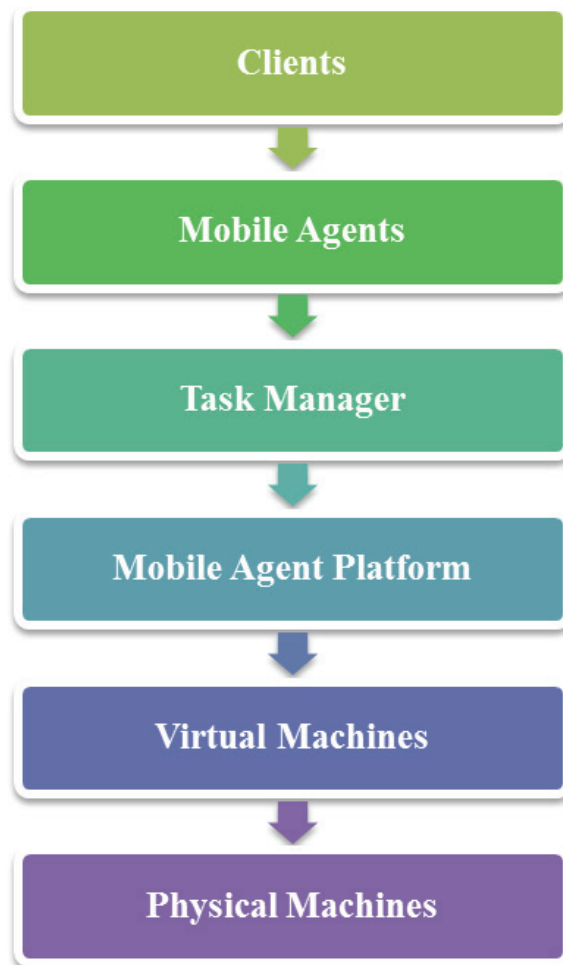 Clients
Mobile Agents
Task Manager
Mobile Agent Platform
Virtual Machines
Physical Machines